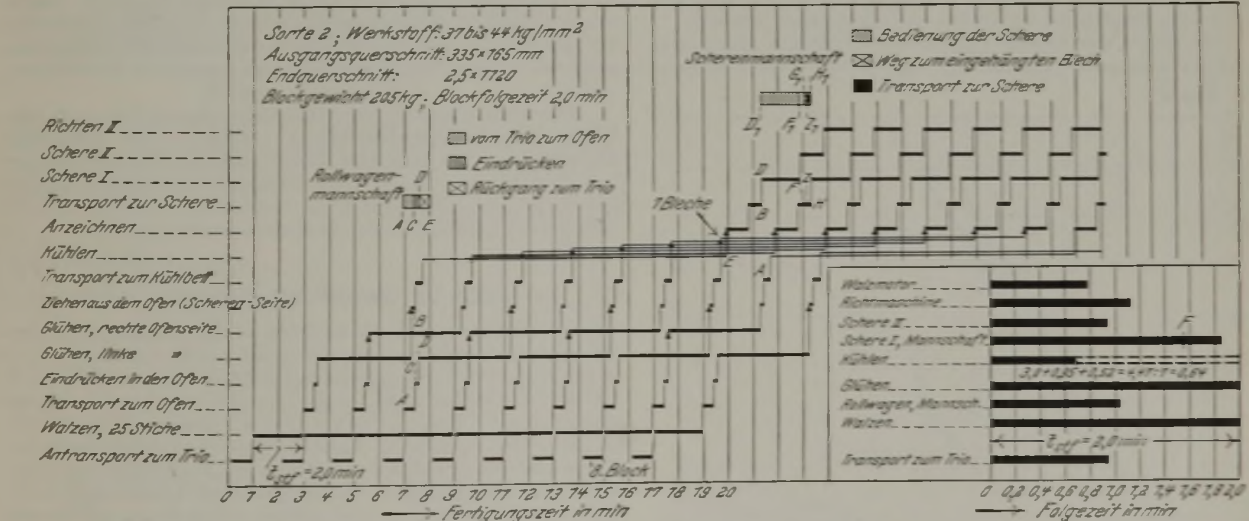 Sorte 2 ; Werkstoff: 37 bis 44 kg/mm²
Ausgangsquerschnitt: 335×165 mm
Endquerschnitt: 2,5×1120
Blockgewicht 205 kg ; Blockfolgezeit 2,0 min
Scherenmannschaft
G₁ H₁
D₁ F₁ I₁
Bedienung der Schere
Weg zum eingehängten Blech
Transport zur Schere
vom Trio zum Ofen
Eindrücken
Rückgang zum Trio
Rollwagen-
mannschaft
D
A C E
Richten II
Schere II
Schere I
Transport zur Schere
Anzeichnen
Kühlen
Transport zum Kühlbett
Ziehen aus dem Ofen (Scheren-Seite)
Glühen, rechte Ofenseite
Glühen, linke "
Eindrücken in den Ofen
Transport zum Ofen
Walzen, 25 Stiche
Antransport zum Trio
7 Bleche
D
F
H
B
E
A
B
D
C
A
8. Block
t_eff = 2,0 min
0 1 2 3 4 5 6 7 8 9 10 11 12 13 14 15 16 17 18 19 20
Fertigungszeit in min
Walzmotor
Richtmaschine
Schere II
Schere I, Mannschaft
F
Kühlen
Glühen
Rollwagen, Mannsch.
Walzen
t_eff = 2,0 min
Transport zum Trio
0 0,2 0,4 0,6 0,8 1,0 1,2 1,4 1,6 1,8 2,0
Folgezeit in min